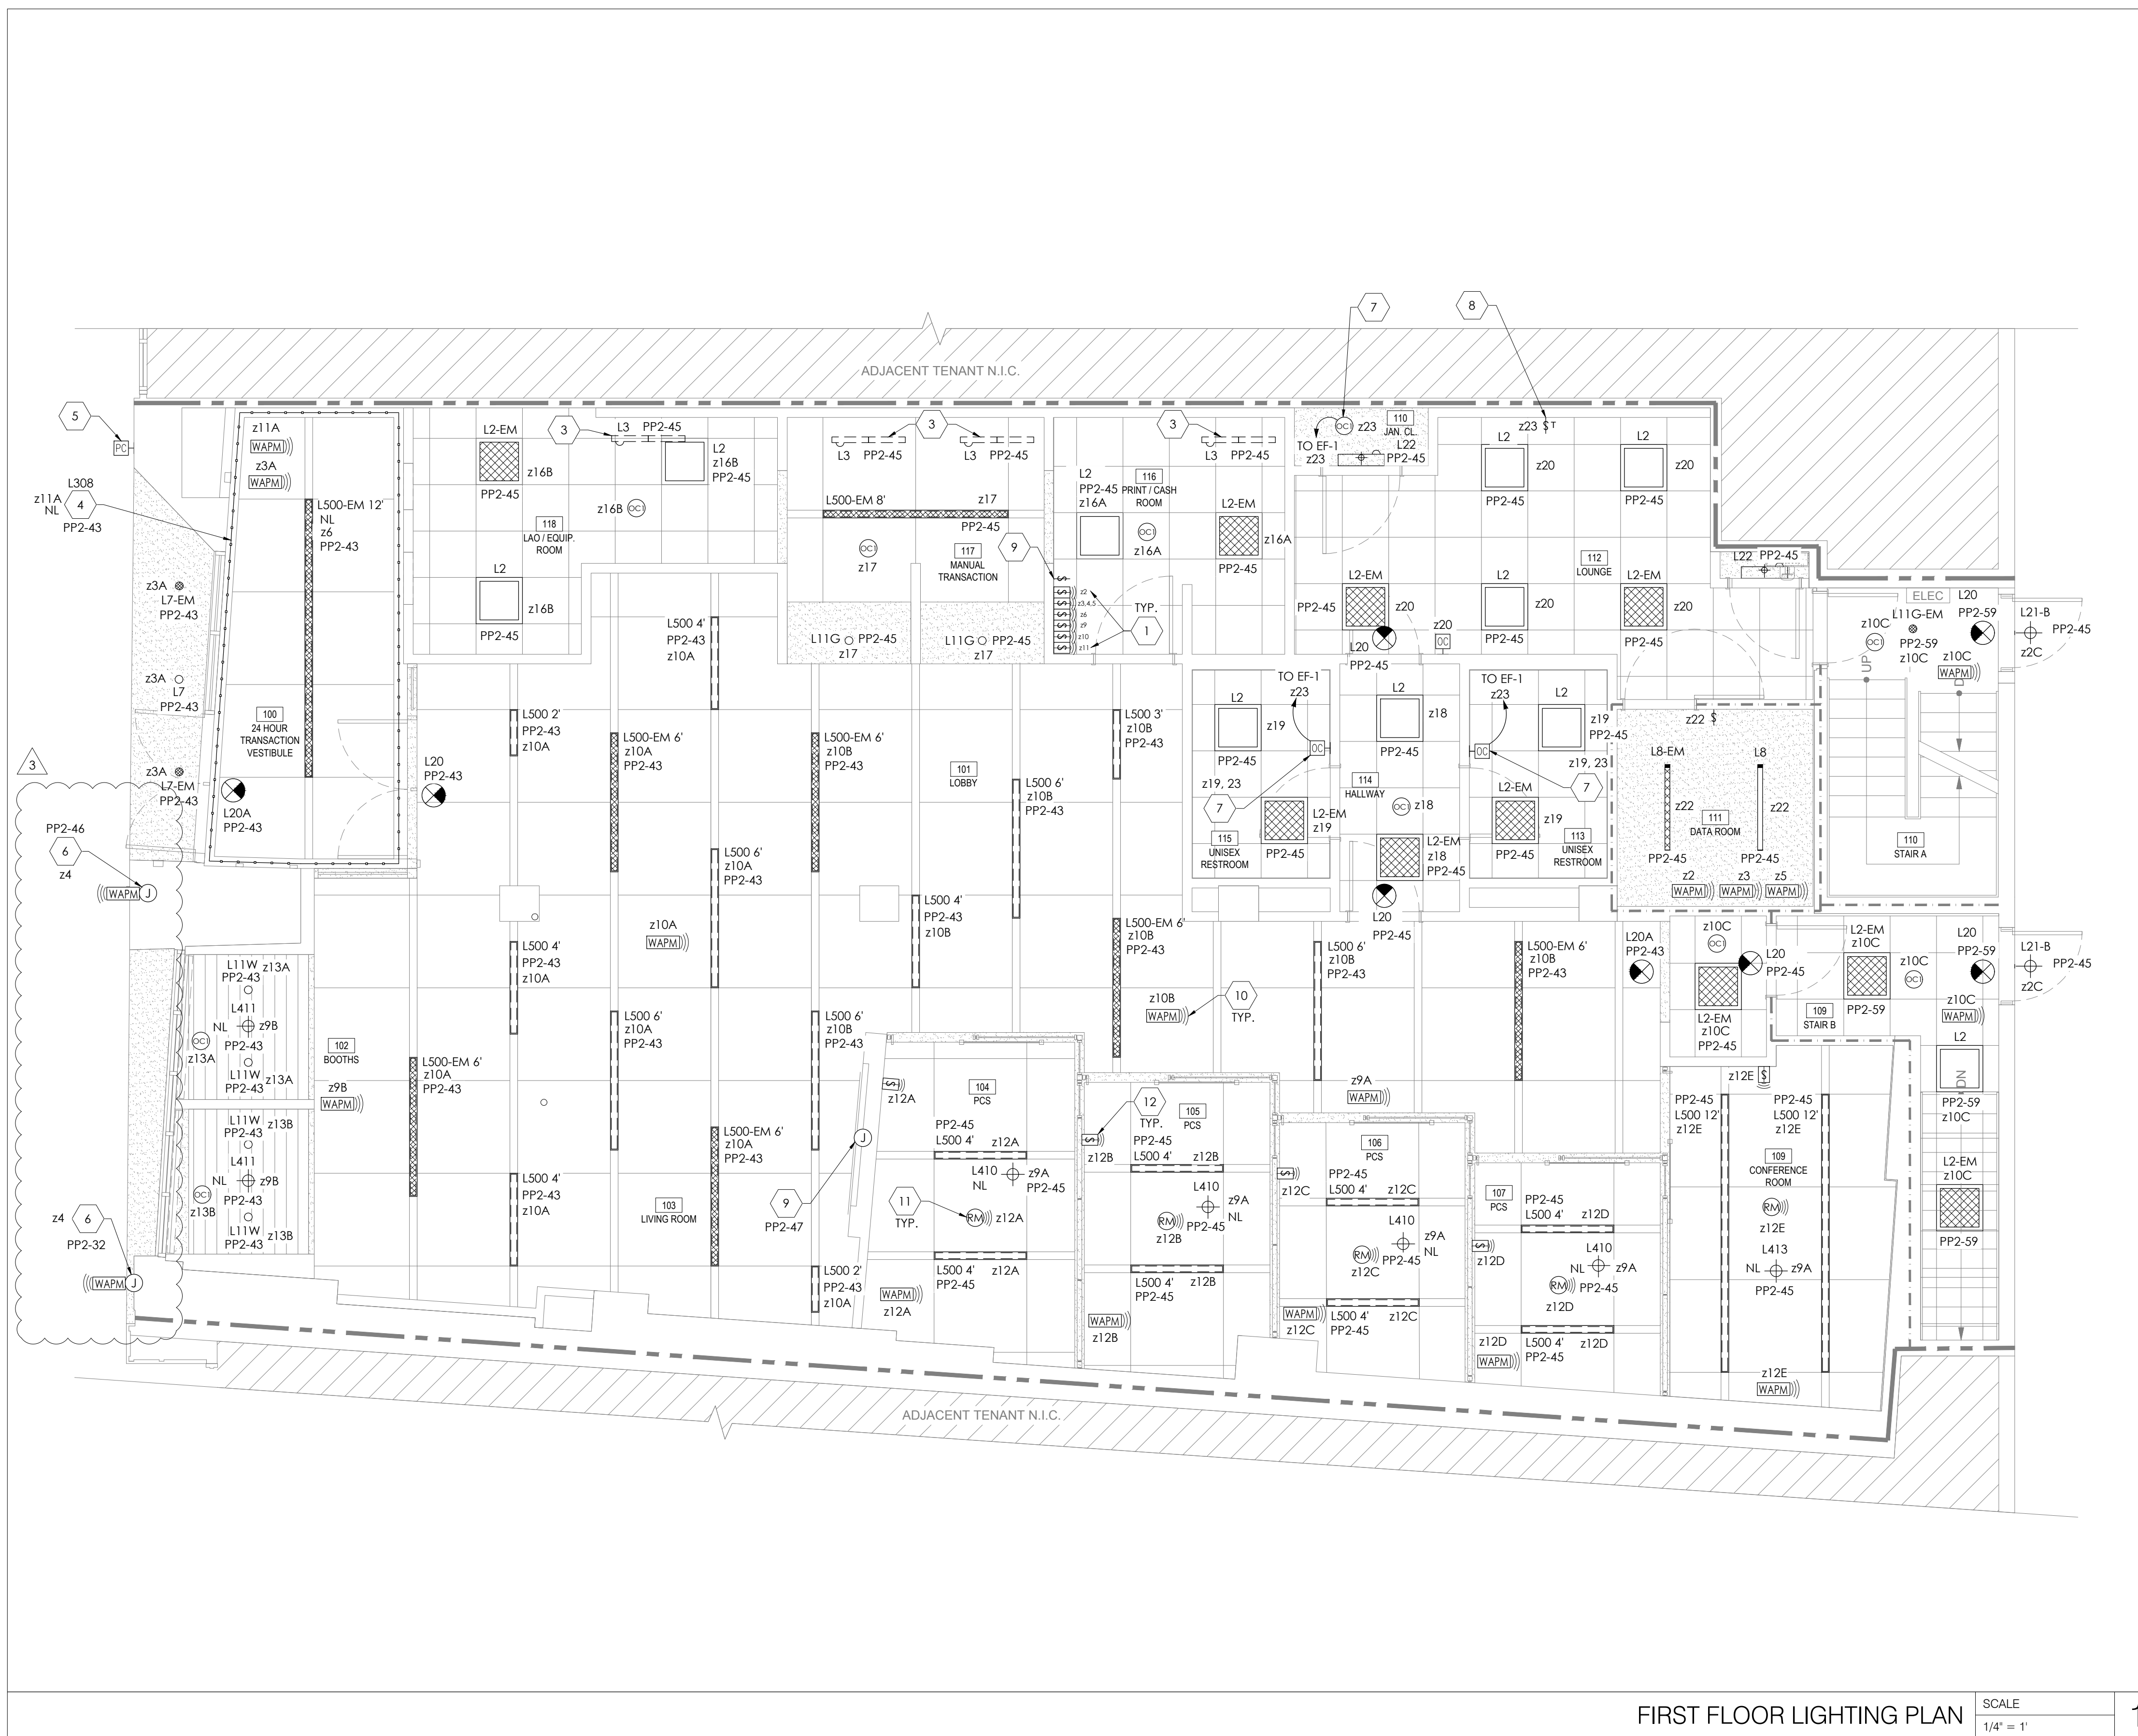 7
8
ADJACENT TENANT N.I.C.
5
PC
z11A
WAPM
z3A
WAPM
L308
z11A
NL
4
PP2-43
L500-EM 12'
NL
z6
PP2-43
L2-EM
z16B
PP2-45
3
L3 PP2-45
L2
z16B
PP2-45
z16B OC1
118
LAO / EQUIP.
ROOM
L2
z16B
PP2-45
3
L3 PP2-45
L3 PP2-45
L500-EM 8'
z17
PP2-45
OC1
z17
117
MANUAL
TRANSACTION
L11G PP2-45
z17
L11G PP2-45
z17
9
3
L3 PP2-45
L2
PP2-45
z16A
116
PRINT / CASH
ROOM
OC1
z16A
L2-EM
z16A
PP2-45
$
$ z2
$ z3,4,5
$ z6
$ z9
$ z10
$ z11
TYP.
1
TO EF-1
z23
OC1 z23
110
JAN. CL.
L22
PP2-45
z23 $T
L2
z20
PP2-45
L2
z20
PP2-45
112
LOUNGE
L2-EM
PP2-45
z20
L20
PP2-45
z20
OC
L2
z20
PP2-45
L2-EM
z20
PP2-45
L22 PP2-45
ELEC
L11G-EM
PP2-59
z10C
z10C
OC1
UP
L20
PP2-59
z10C
WAPM
L21-B
PP2-45
z2C
z3A
L7-EM
PP2-43
z3A
L7
PP2-43
z3A
L7-EM
PP2-43
100
24 HOUR
TRANSACTION
VESTIBULE
L20A
PP2-43
L20
PP2-43
L500 4'
PP2-43
z10A
L500 2'
PP2-43
z10A
L500-EM 6'
z10A
PP2-43
L500-EM 6'
z10B
PP2-43
101
LOBBY
L500 3'
z10B
PP2-43
L500 6'
z10B
PP2-43
TO EF-1
z23
L2
z19
PP2-45
OC
z19, 23
7
L2-EM
z19
PP2-45
115
UNISEX
RESTROOM
L2
z18
PP2-45
114
HALLWAY
OC1 z18
L2-EM
z18
PP2-45
L20
PP2-45
TO EF-1
z23
L2
z19
PP2-45
OC
z19, 23
7
L2-EM
z19
PP2-45
113
UNISEX
RESTROOM
z22 $
L8-EM
z22
PP2-45
L8
z22
PP2-45
111
DATA ROOM
z2
WAPM
z3
WAPM
z5
WAPM
110
STAIR A
3
PP2-46
6
z4
WAPM J
L500 6'
z10A
PP2-43
L500 4'
PP2-43
z10B
z10A
WAPM
L500 4'
PP2-43
z10A
L500-EM 6'
z10B
PP2-43
L500 6'
z10B
PP2-43
L500-EM 6'
z10B
PP2-43
L20A
PP2-43
z10C
OC1
L20
PP2-45
L2-EM
z10C
PP2-45
L2-EM
z10C
PP2-59
109
STAIR B
z10C
OC1
L20
PP2-59
z10C
WAPM
L21-B
PP2-45
z2C
z10B
WAPM
10
TYP.
L11W z13A
PP2-43
L411
NL z9B
PP2-43
OC1
z13A
L11W z13A
PP2-43
L11W z13B
PP2-43
L411
NL z9B
PP2-43
OC1
z13B
L11W z13B
PP2-43
102
BOOTHS
z9B
WAPM
L500-EM 6'
z10A
PP2-43
L500 6'
z10A
PP2-43
L500 6'
z10B
PP2-43
L500 4'
PP2-43
z10A
L500-EM 6'
z10A
PP2-43
103
LIVING ROOM
L500 2'
PP2-43
z10A
J
9
PP2-47
z4
6
PP2-32
WAPM J
$
z12A
104
PCS
PP2-45
L500 4' z12A
L410
NL
z9A
PP2-45
11
TYP.
RM z12A
L500 4' z12A
PP2-45
WAPM
z12A
12
TYP.
$
z12B
105
PCS
PP2-45
L500 4' z12B
L410
z9A
NL
RM
PP2-45
z12B
L500 4' z12B
PP2-45
WAPM
z12B
z9A
WAPM
106
PCS
$
z12C
PP2-45
L500 4' z12C
L410
z9A
NL
RM PP2-45
z12C
WAPM
z12C
L500 4' z12C
PP2-45
107
PCS
PP2-45
L500 4' z12D
$
z12D
L410
NL z9A
RM PP2-45
z12D
z12D
WAPM
L500 4' z12D
PP2-45
z12E $
PP2-45
L500 12'
z12E
PP2-45
L500 12'
z12E
109
CONFERENCE
ROOM
RM
z12E
L413
NL z9A
PP2-45
z12E
WAPM
L2
DN
PP2-59
z10C
L2-EM
z10C
PP2-59
ADJACENT TENANT N.I.C.
FIRST FLOOR LIGHTING PLAN
SCALE
1/4" = 1'